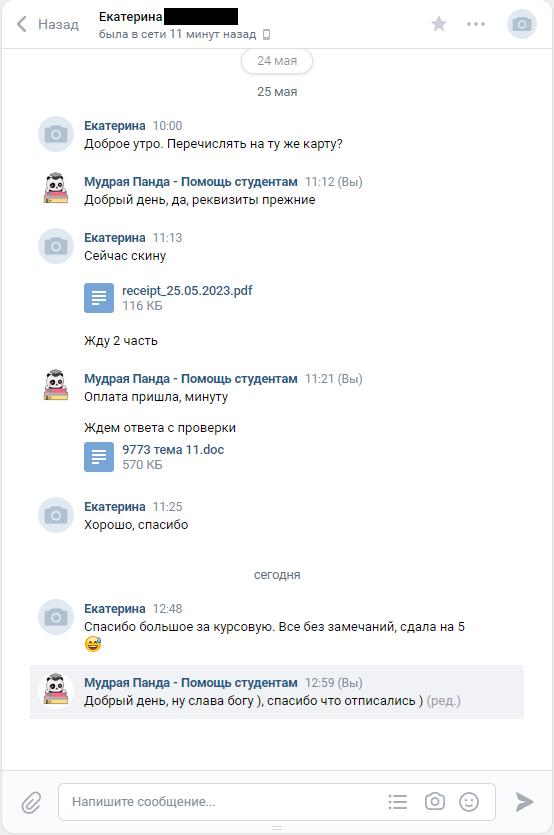 Назад
Екатерина
была в сети 11 минут назад
24 мая
25 мая
Екатерина 10:00
Доброе утро. Перечислять на ту же карту?
Мудрая Панда - Помощь студентам 11:12 (Вы)
Добрый день, да, реквизиты прежние
Екатерина 11:13
Сейчас скину
receipt_25.05.2023.pdf
116 КБ
Жду 2 часть
Мудрая Панда - Помощь студентам 11:21 (Вы)
Оплата пришла, минуту
Ждем ответа с проверки
9773 тема 11.doc
570 КБ
Екатерина 11:25
Хорошо, спасибо
сегодня
Екатерина 12:48
Спасибо большое за курсовую. Все без замечаний, сдала на 5
😅
Мудрая Панда - Помощь студентам 12:59 (Вы)
Добрый день, ну слава богу ), спасибо что отписались ) (ред.)
Напишите сообщение...